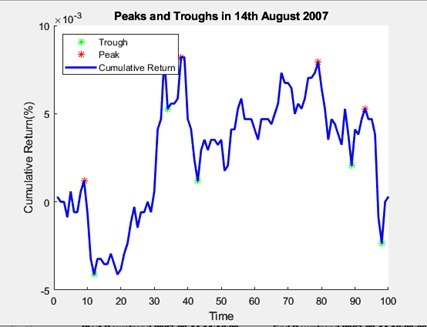 Peaks and Troughs in 14th August 2007
10 ×10^-3
Trough
Peak
Cumulative Return
Cumulative Return(%)
5
0
-5
0 10 20 30 40 50 60 70 80 90 100
Time